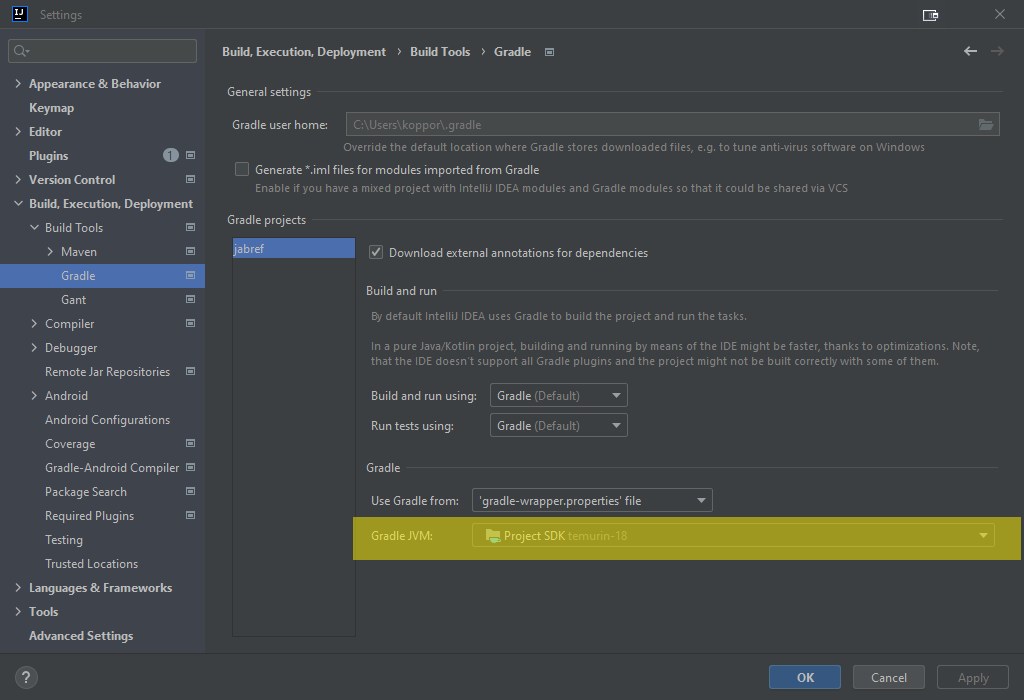 IJ Settings
Appearance & Behavior
Keymap
Editor
Plugins 1
Version Control
Build, Execution, Deployment
Build Tools
Maven
Gradle
Gant
Compiler
Debugger
Remote Jar Repositories
Android
Android Configurations
Coverage
Gradle-Android Compiler
Package Search
Required Plugins
Testing
Trusted Locations
Languages & Frameworks
Tools
Advanced Settings
Build, Execution, Deployment › Build Tools › Gradle
General settings
Gradle user home: C:\Users\koppor\.gradle
Override the default location where Gradle stores downloaded files, e.g. to tune anti-virus software on Windows
Generate *.iml files for modules imported from Gradle
Enable if you have a mixed project with IntelliJ IDEA modules and Gradle modules so that it could be shared via VCS
Gradle projects
jabref
Download external annotations for dependencies
Build and run
By default IntelliJ IDEA uses Gradle to build the project and run the tasks.
In a pure Java/Kotlin project, building and running by means of the IDE might be faster, thanks to optimizations. Note,
that the IDE doesn't support all Gradle plugins and the project might not be built correctly with some of them.
Build and run using: Gradle (Default)
Run tests using: Gradle (Default)
Gradle
Use Gradle from: 'gradle-wrapper.properties' file
Gradle JVM: Project SDK temurin-18
? OK Cancel Apply